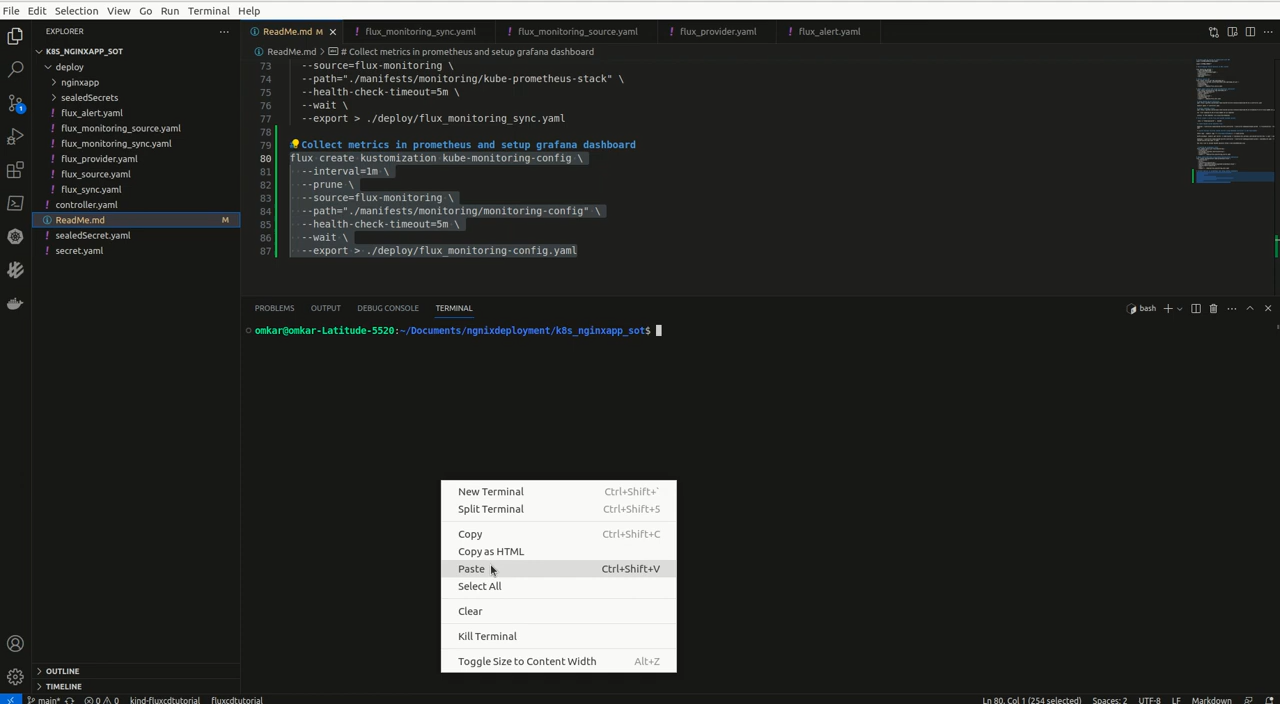 File Edit Selection View Go Run Terminal Help
EXPLORER
K8S_NGINXAPP_SOT
deploy
nginxapp
sealedSecrets
flux_alert.yaml
flux_monitoring_source.yaml
flux_monitoring_sync.yaml
flux_provider.yaml
flux_source.yaml
flux_sync.yaml
controller.yaml
ReadMe.md M
sealedSecret.yaml
secret.yaml
OUTLINE
TIMELINE
ReadMe.md M flux_monitoring_sync.yaml flux_monitoring_source.yaml flux_provider.yaml flux_alert.yaml
ReadMe.md > # Collect metrics in prometheus and setup grafana dashboard
73 --source=flux-monitoring \
74 --path="./manifests/monitoring/kube-prometheus-stack" \
75 --health-check-timeout=5m \
76 --wait \
77 --export > ./deploy/flux_monitoring_sync.yaml
78
79 #Collect metrics in prometheus and setup grafana dashboard
80 flux create kustomization kube-monitoring-config \
81 --interval=1m \
82 --prune \
83 --source=flux-monitoring \
84 --path="./manifests/monitoring/monitoring-config" \
85 --health-check-timeout=5m \
86 --wait \
87 --export > ./deploy/flux_monitoring-config.yaml
PROBLEMS OUTPUT DEBUG CONSOLE TERMINAL
bash
omkar@omkar-Latitude-5520:~/Documents/ngnixdeployment/k8s_nginxapp_sot$
New Terminal Ctrl+Shift+`
Split Terminal Ctrl+Shift+5
Copy Ctrl+Shift+C
Copy as HTML
Paste Ctrl+Shift+V
Select All
Clear
Kill Terminal
Toggle Size to Content Width Alt+Z
1
main* 0 0 kind-fluxcdtutorial fluxcdtutorial Ln 80, Col 1 (254 selected) Spaces: 2 UTF-8 LF Markdown